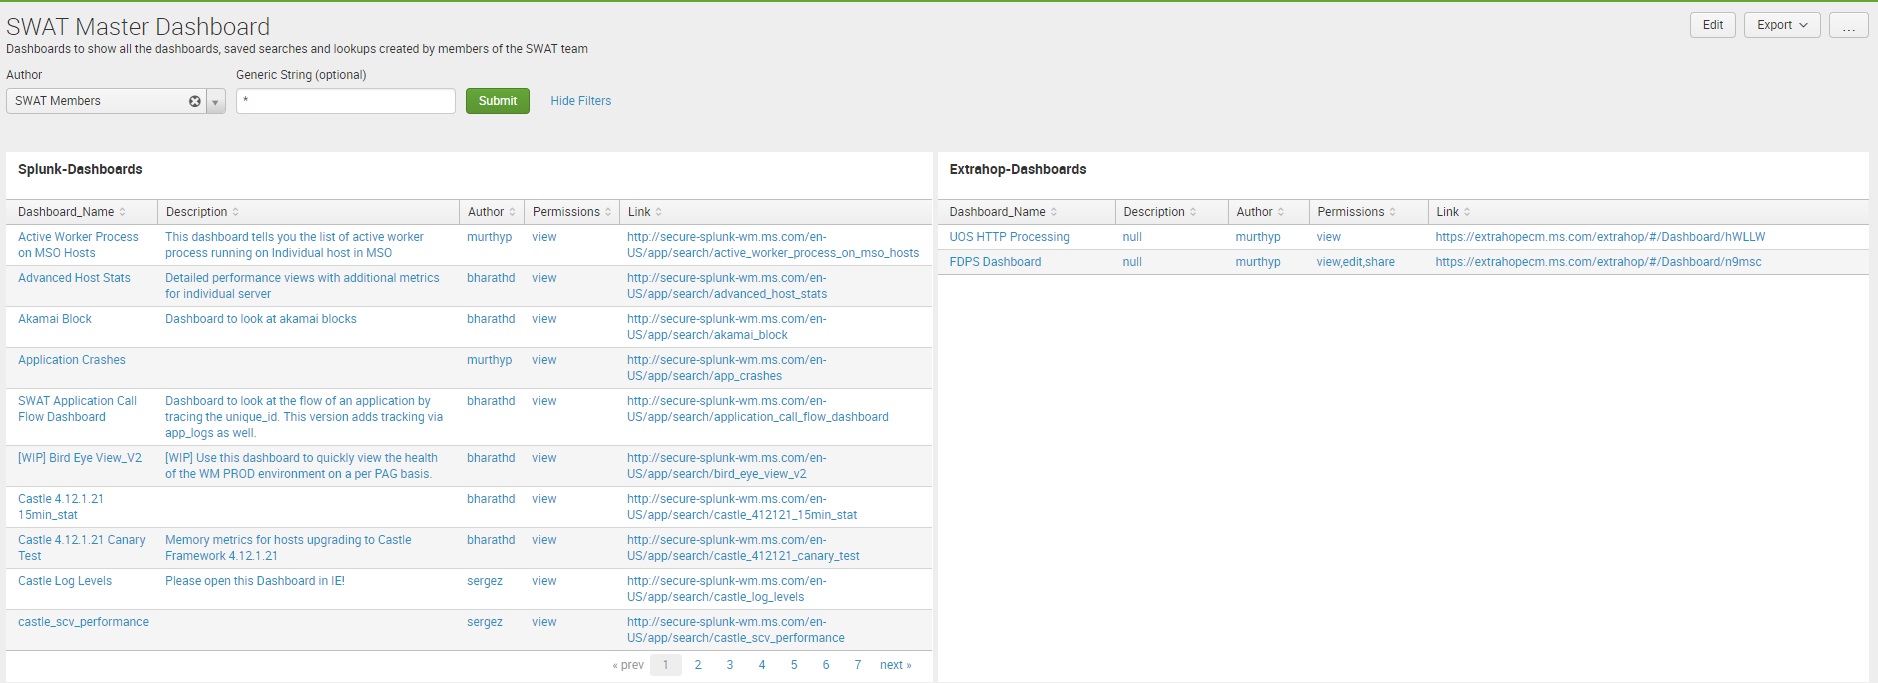 SWAT Master Dashboard
Edit
Export
...
Dashboards to show all the dashboards, saved searches and lookups created by members of the SWAT team
Author
Generic String (optional)
SWAT Members
*
Submit
Hide Filters
Splunk-Dashboards
Dashboard_Name Description Author Permissions Link
Active Worker Process This dashboard tells you the list of active worker murthyp view http://secure-splunk-wm.ms.com/en-
on MSO Hosts process running on Individual host in MSO US/app/search/active_worker_process_on_mso_hosts
Advanced Host Stats Detailed performance views with additional metrics bharathd view http://secure-splunk-wm.ms.com/en-
for individual server US/app/search/advanced_host_stats
Akamai Block Dashboard to look at akamai blocks bharathd view http://secure-splunk-wm.ms.com/en-
US/app/search/akamai_block
Application Crashes murthyp view http://secure-splunk-wm.ms.com/en-
US/app/search/app_crashes
SWAT Application Call Dashboard to look at the flow of an application by bharathd view http://secure-splunk-wm.ms.com/en-
Flow Dashboard tracing the unique_id. This version adds tracking via US/app/search/application_call_flow_dashboard
app_logs as well.
[WIP] Bird Eye View_V2 [WIP] Use this dashboard to quickly view the health bharathd view http://secure-splunk-wm.ms.com/en-
of the WM PROD environment on a per PAG basis. US/app/search/bird_eye_view_v2
Castle 4.12.1.21 bharathd view http://secure-splunk-wm.ms.com/en-
15min_stat US/app/search/castle_412121_15min_stat
Castle 4.12.1.21 Canary Memory metrics for hosts upgrading to Castle bharathd view http://secure-splunk-wm.ms.com/en-
Test Framework 4.12.1.21 US/app/search/castle_412121_canary_test
Castle Log Levels Please open this Dashboard in IE! sergez view http://secure-splunk-wm.ms.com/en-
US/app/search/castle_log_levels
castle_scv_performance sergez view http://secure-splunk-wm.ms.com/en-
US/app/search/castle_scv_performance
« prev 1 2 3 4 5 6 7 next »
Extrahop-Dashboards
Dashboard_Name Description Author Permissions Link
UOS HTTP Processing null murthyp view https://extrahopecm.ms.com/extrahop/#/Dashboard/hWLLW
FDPS Dashboard null murthyp view,edit,share https://extrahopecm.ms.com/extrahop/#/Dashboard/n9msc